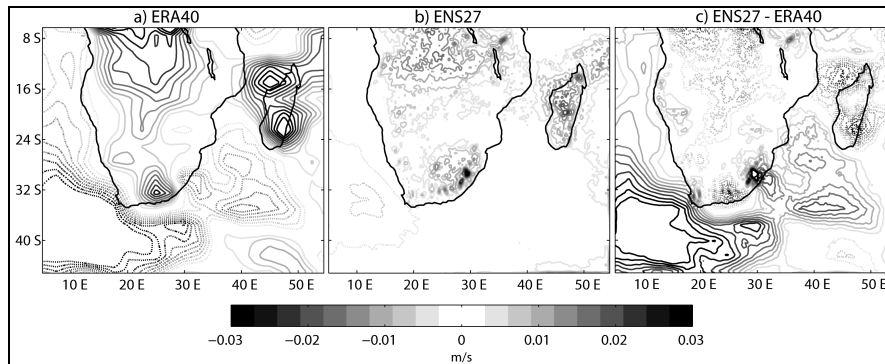 a) ERA40 b) ENS27 c) ENS27 - ERA40
8 S
16 S
24 S
32 S
40 S
10 E 20 E 30 E 40 E 50 E 10 E 20 E 30 E 40 E 50 E 10 E 20 E 30 E 40 E 50 E
−0.03 −0.02 −0.01 0 0.01 0.02 0.03
m/s